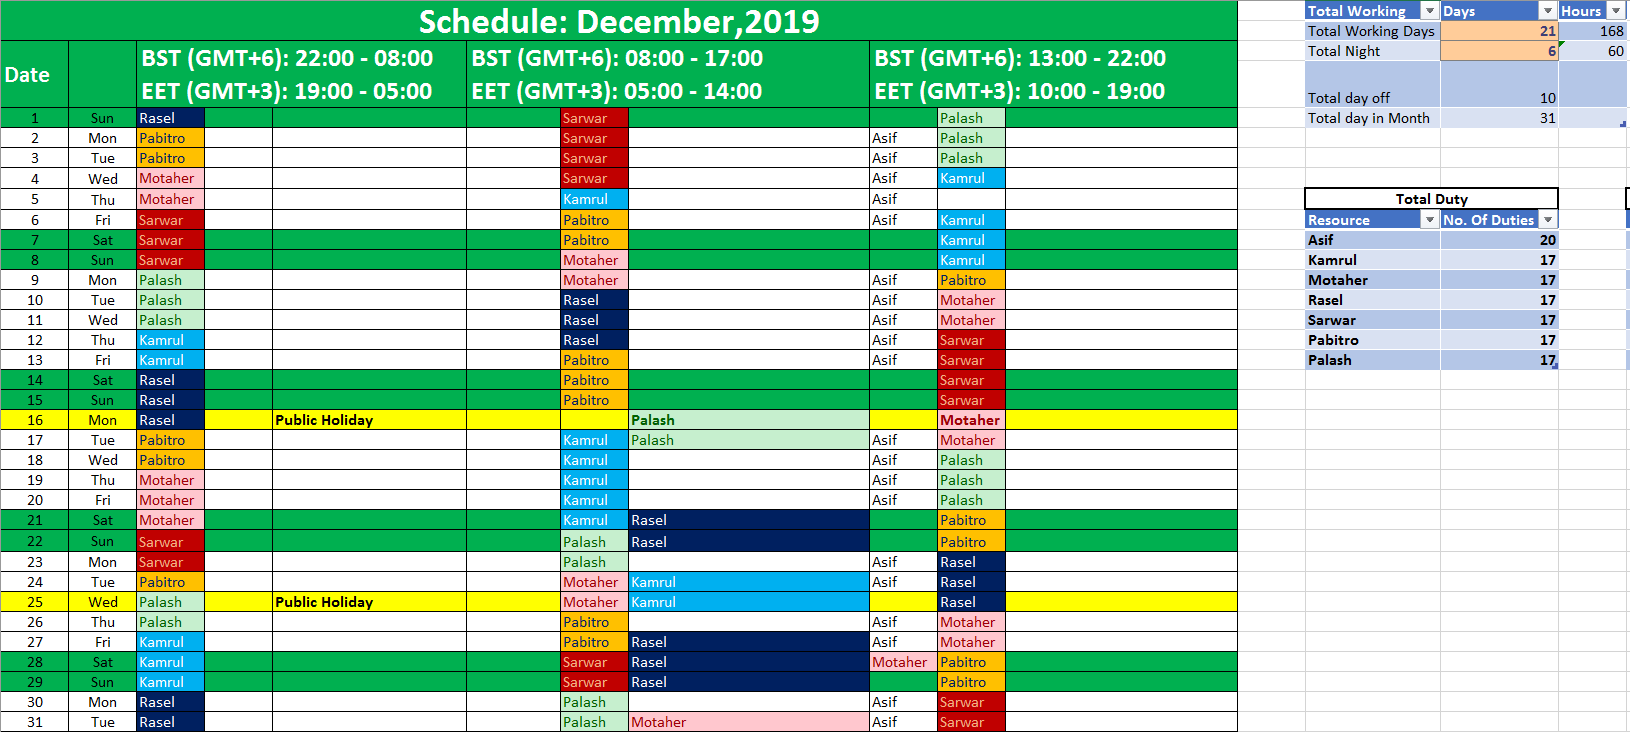 Schedule: December,2019
Date BST (GMT+6): 22:00 - 08:00 BST (GMT+6): 08:00 - 17:00 BST (GMT+6): 13:00 - 22:00
EET (GMT+3): 19:00 - 05:00 EET (GMT+3): 05:00 - 14:00 EET (GMT+3): 10:00 - 19:00
1 Sun Rasel Sarwar Palash
2 Mon Pabitro Sarwar Asif Palash
3 Tue Pabitro Sarwar Asif Palash
4 Wed Motaher Sarwar Asif Kamrul
5 Thu Motaher Kamrul Asif
6 Fri Sarwar Pabitro Asif Kamrul
7 Sat Sarwar Pabitro Kamrul
8 Sun Sarwar Motaher Kamrul
9 Mon Palash Motaher Asif Pabitro
10 Tue Palash Rasel Asif Motaher
11 Wed Palash Rasel Asif Motaher
12 Thu Kamrul Rasel Asif Sarwar
13 Fri Kamrul Pabitro Asif Sarwar
14 Sat Rasel Pabitro Sarwar
15 Sun Rasel Pabitro Sarwar
16 Mon Rasel Public Holiday Palash Motaher
17 Tue Pabitro Kamrul Palash Asif Motaher
18 Wed Pabitro Kamrul Asif Palash
19 Thu Motaher Kamrul Asif Palash
20 Fri Motaher Kamrul Asif Palash
21 Sat Motaher Kamrul Rasel Pabitro
22 Sun Sarwar Palash Rasel Pabitro
23 Mon Sarwar Palash Asif Rasel
24 Tue Pabitro Motaher Kamrul Asif Rasel
25 Wed Palash Public Holiday Motaher Kamrul Rasel
26 Thu Palash Pabitro Asif Motaher
27 Fri Kamrul Pabitro Rasel Asif Motaher
28 Sat Kamrul Sarwar Rasel Motaher Pabitro
29 Sun Kamrul Sarwar Rasel Pabitro
30 Mon Rasel Palash Asif Sarwar
31 Tue Rasel Palash Motaher Asif Sarwar
Total Working Days Hours
Total Working Days 21 168
Total Night 6 60
Total day off 10
Total day in Month 31
Total Duty
Resource No. Of Duties
Asif 20
Kamrul 17
Motaher 17
Rasel 17
Sarwar 17
Pabitro 17
Palash 17